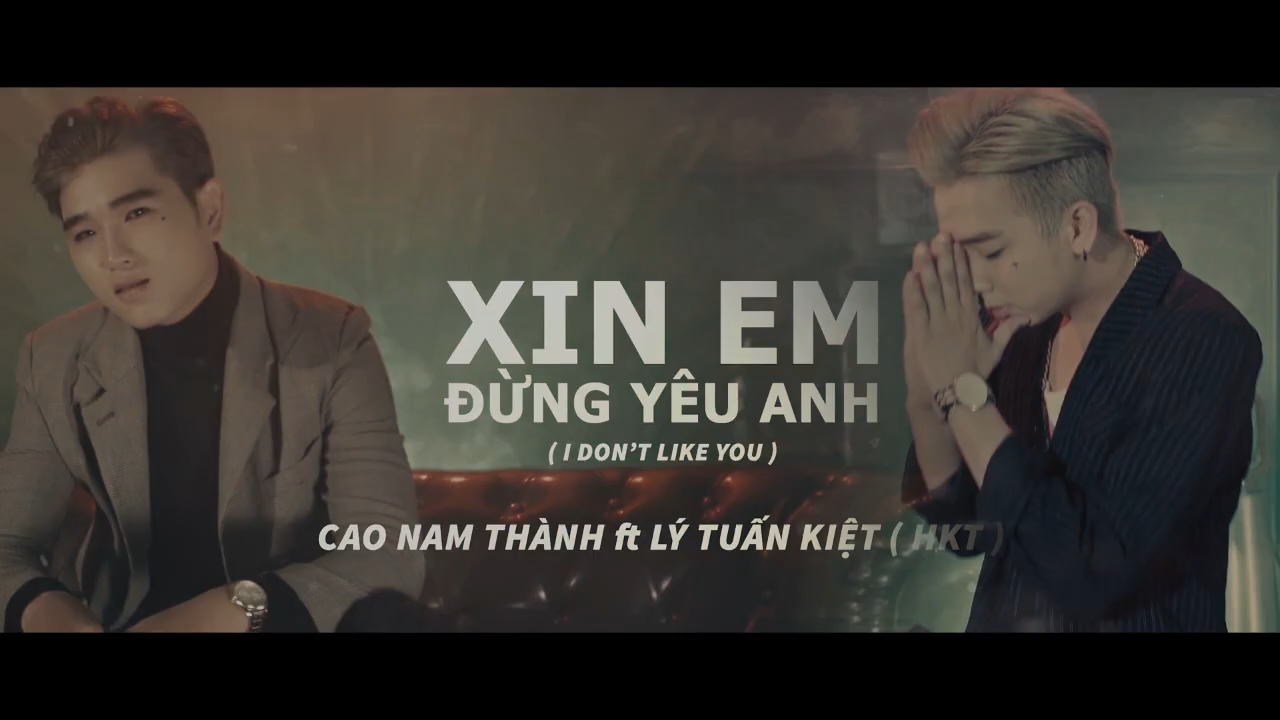 XIN EM
ĐỪNG YÊU ANH
( I DON'T LIKE YOU )
CAO NAM THÀNH ft LÝ TUẤN KIỆT ( HKT )